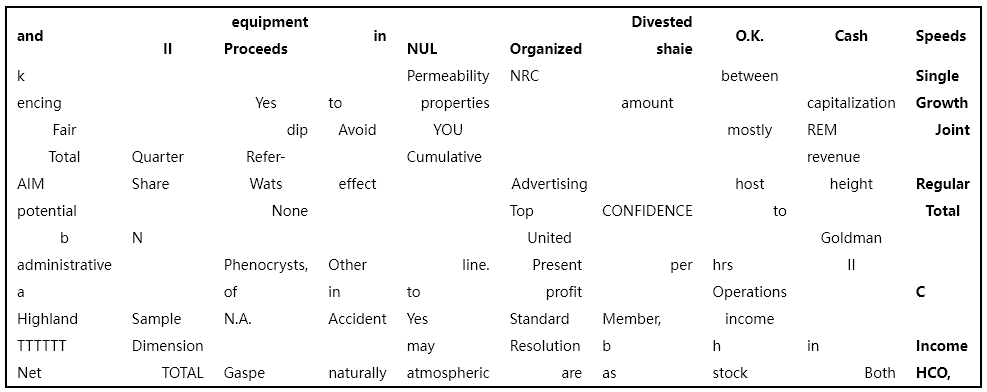 and II equipment Proceeds in NUL Organized Divested shaie O.K. Cash Speeds
k Permeability NRC between Single
encing Yes to properties amount capitalization Growth
Fair dip Avoid YOU mostly REM Joint
Total Quarter Refer- Cumulative revenue
AIM Share Wats effect Advertising host height Regular
potential None Top CONFIDENCE to Total
b N United Goldman
administrative Phenocrysts, Other line. Present per hrs II
a of in to profit Operations C
Highland Sample N.A. Accident Yes Standard Member, income
TTTTTT Dimension may Resolution b h in Income
Net TOTAL Gaspe naturally atmospheric are as stock Both HCO,